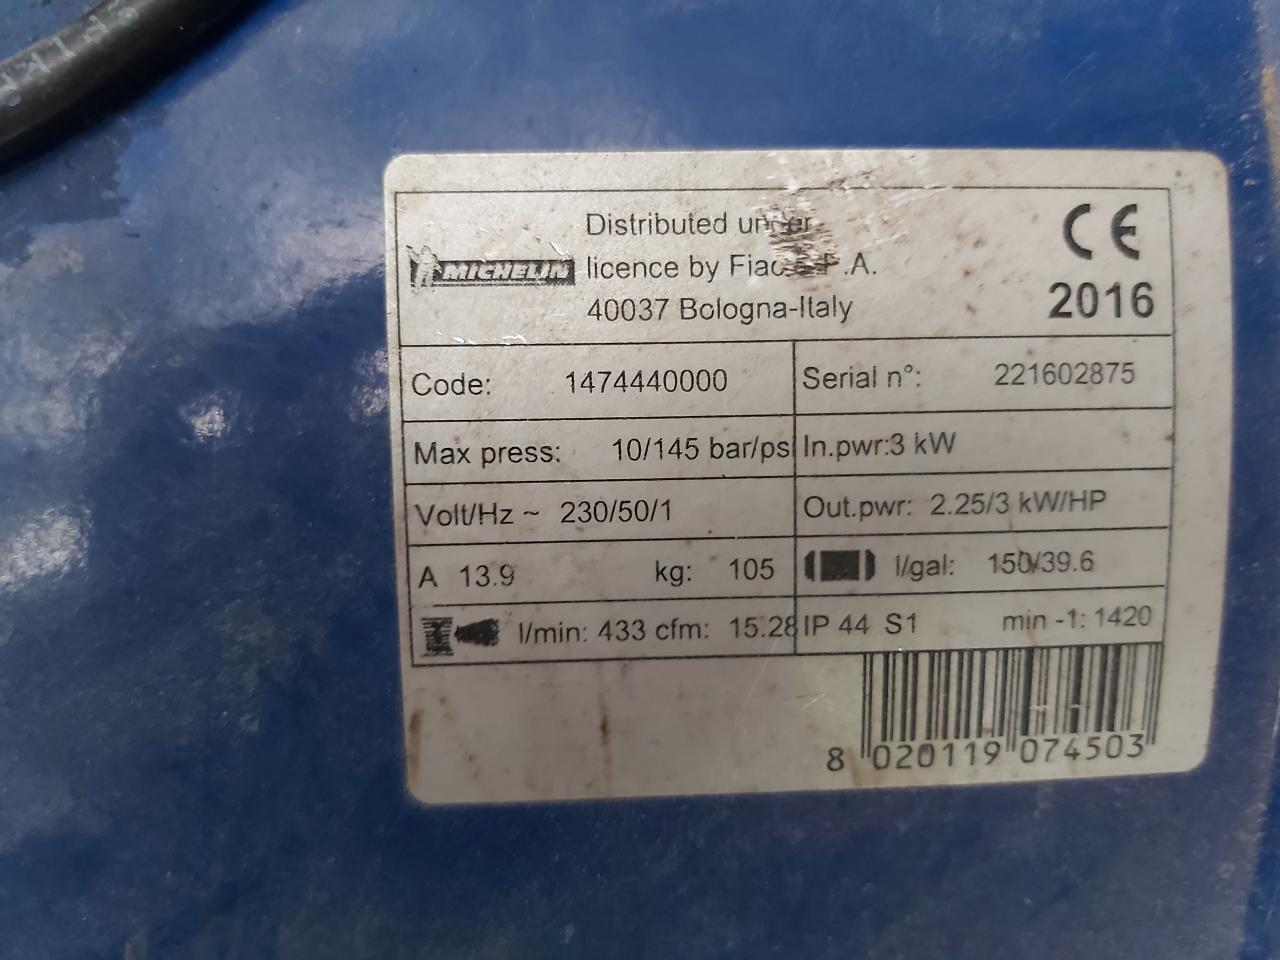 MICHELIN
Distributed under
licence by Fiac S.P.A.
40037 Bologna-Italy
CE
2016
Code: 1474440000
Serial n°: 221602875
Max press: 10/145 bar/ps
In.pwr:3 kW
Volt/Hz ~ 230/50/1
Out.pwr: 2.25/3 kW/HP
A 13.9 kg: 105
l/gal: 150/39.6
l/min: 433 cfm: 15.28
IP 44 S1 min -1: 1420
8 020119 074503